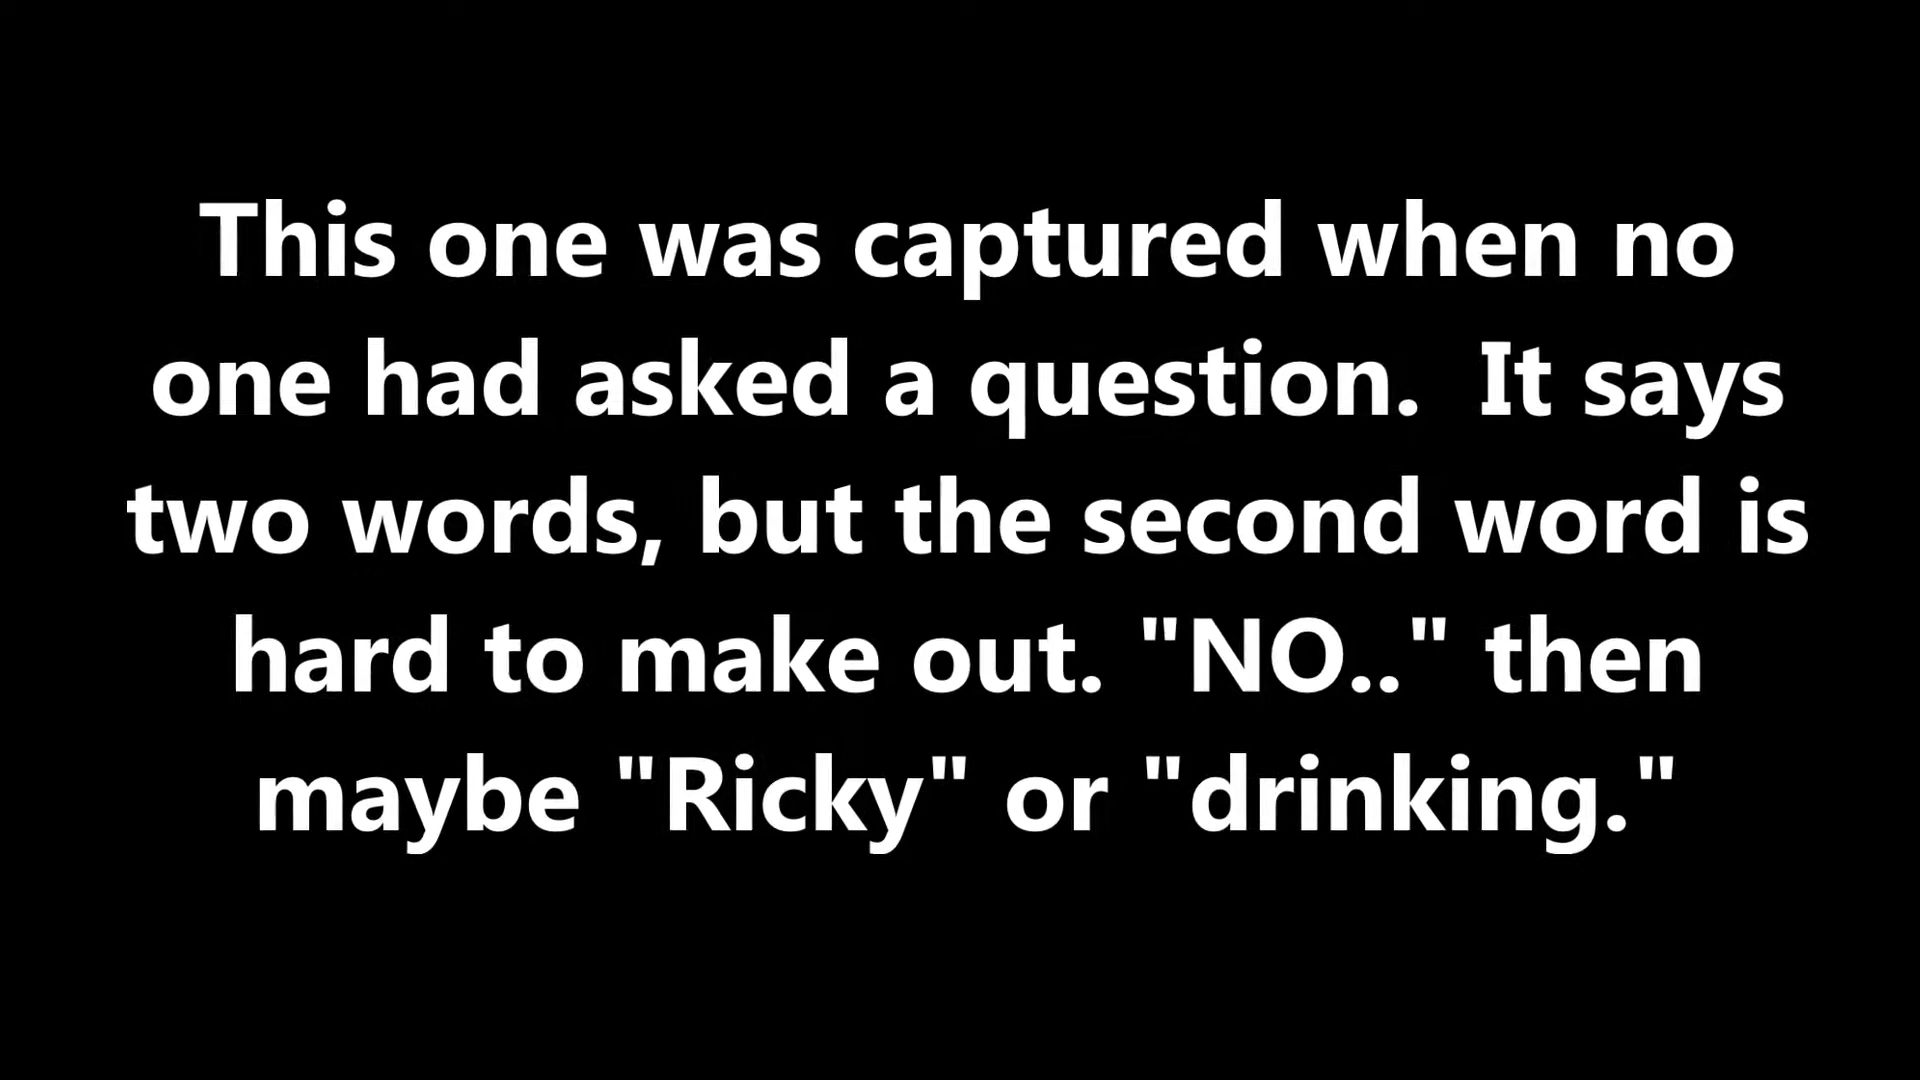 This one was captured when no
one had asked a question.  It says
two words, but the second word is
hard to make out. "NO.." then
maybe "Ricky" or "drinking."